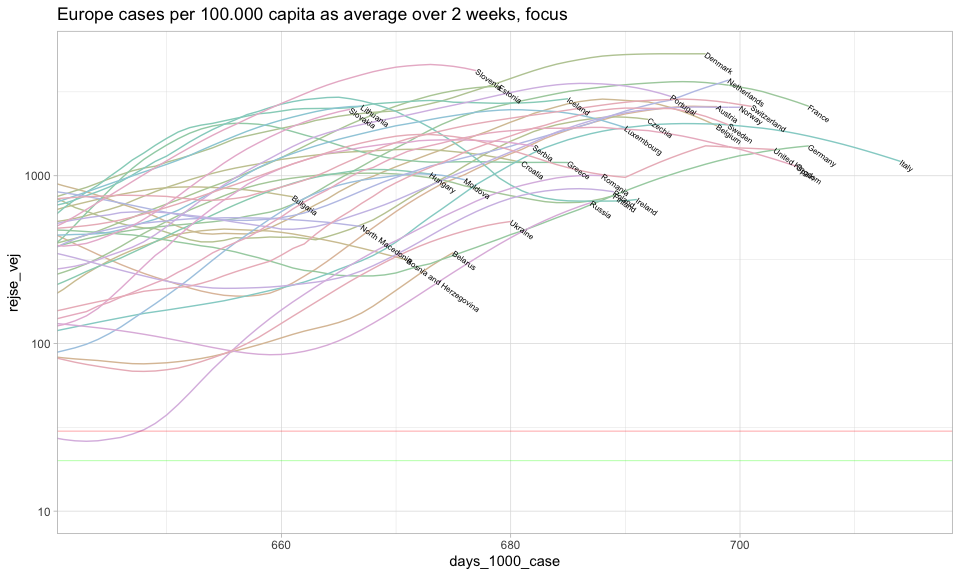 Europe cases per 100.000 capita as average over 2 weeks, focus
rejse_vej
1000
100
10
Denmark
Slovenia
Estonia
Netherlands
Lithuania
Slovakia
Iceland
Portugal
Austria
Norway
Switzerland
France
Czechia
Luxembourg
Sweden
Belgium
Serbia
Croatia
Greece
United Kingdom
Germany
Italy
Hungary
Moldova
Romania
Ireland
Russia
Bulgaria
Ukraine
North Macedonia
Bosnia and Herzegovina
Belarus
660
680
700
days_1000_case